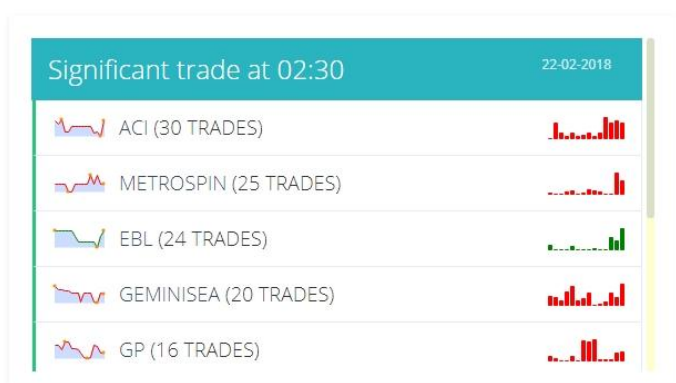 Significant trade at 02:30 22-02-2018
ACI (30 TRADES)
METROSPIN (25 TRADES)
EBL (24 TRADES)
GEMINISEA (20 TRADES)
GP (16 TRADES)